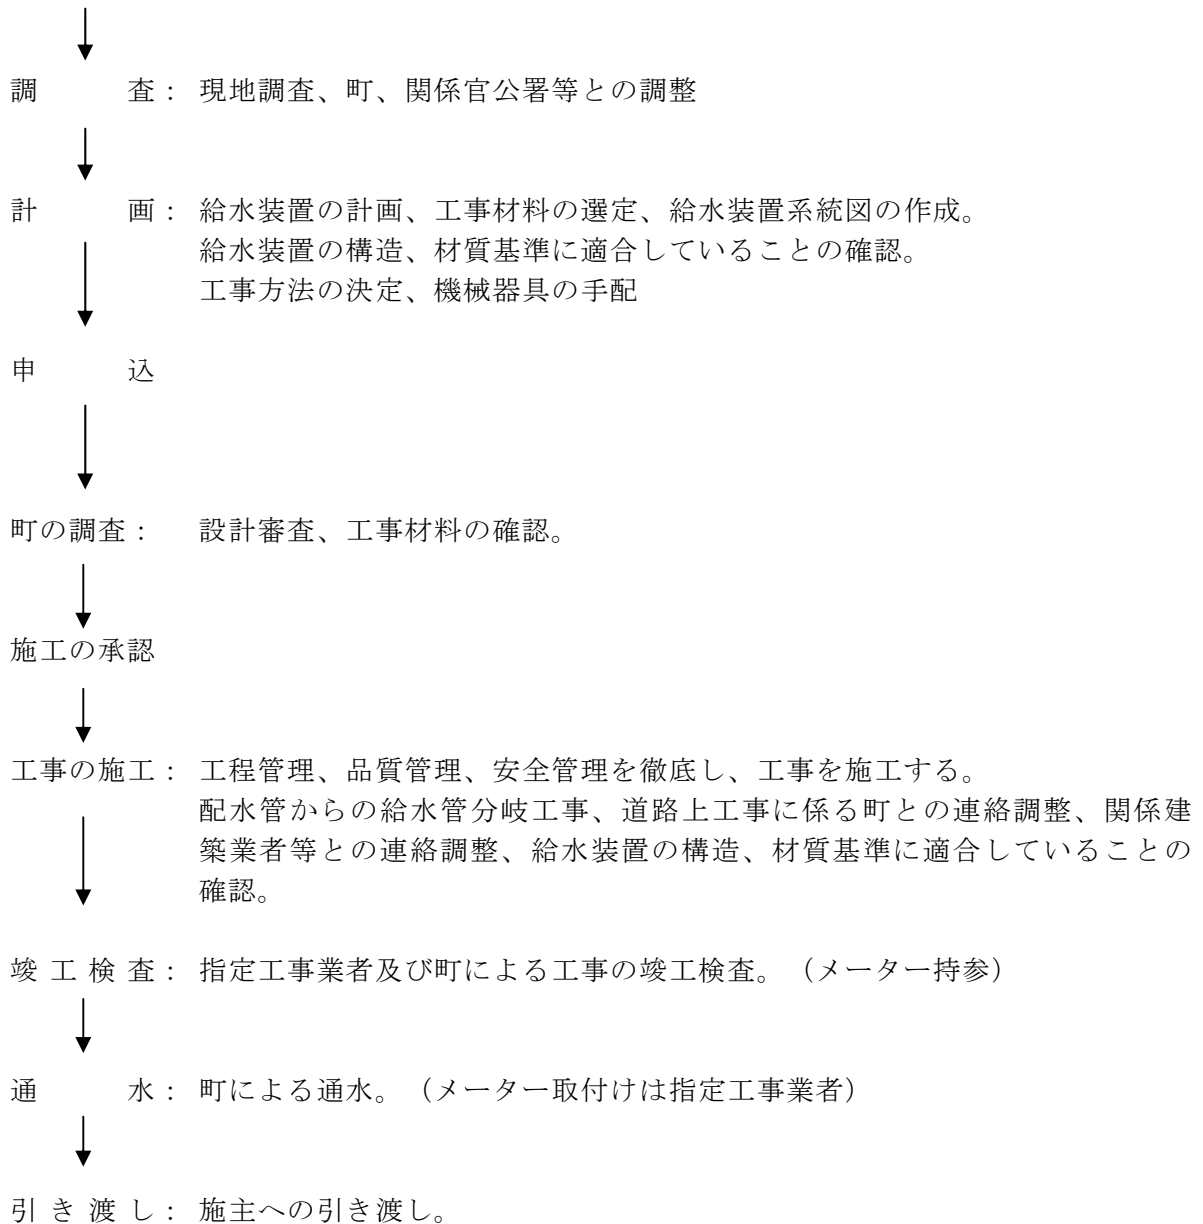 調　　　査：　現地調査、町、関係官公署等との調整
計　　　画：　給水装置の計画、工事材料の選定、給水装置系統図の作成。
給水装置の構造、材質基準に適合していることの確認。
工事方法の決定、機械器具の手配
申　　　込
町の調査：　設計審査、工事材料の確認。
施工の承認
工事の施工：　工程管理、品質管理、安全管理を徹底し、工事を施工する。
配水管からの給水管分岐工事、道路上工事に係る町との連絡調整、関係建
築業者等との連絡調整、給水装置の構造、材質基準に適合していることの
確認。
竣 工 検 査：　指定工事業者及び町による工事の竣工検査。（メーター持参）
通　　　水：　町による通水。（メーター取付けは指定工事業者）
引 き 渡 し：　施主への引き渡し。